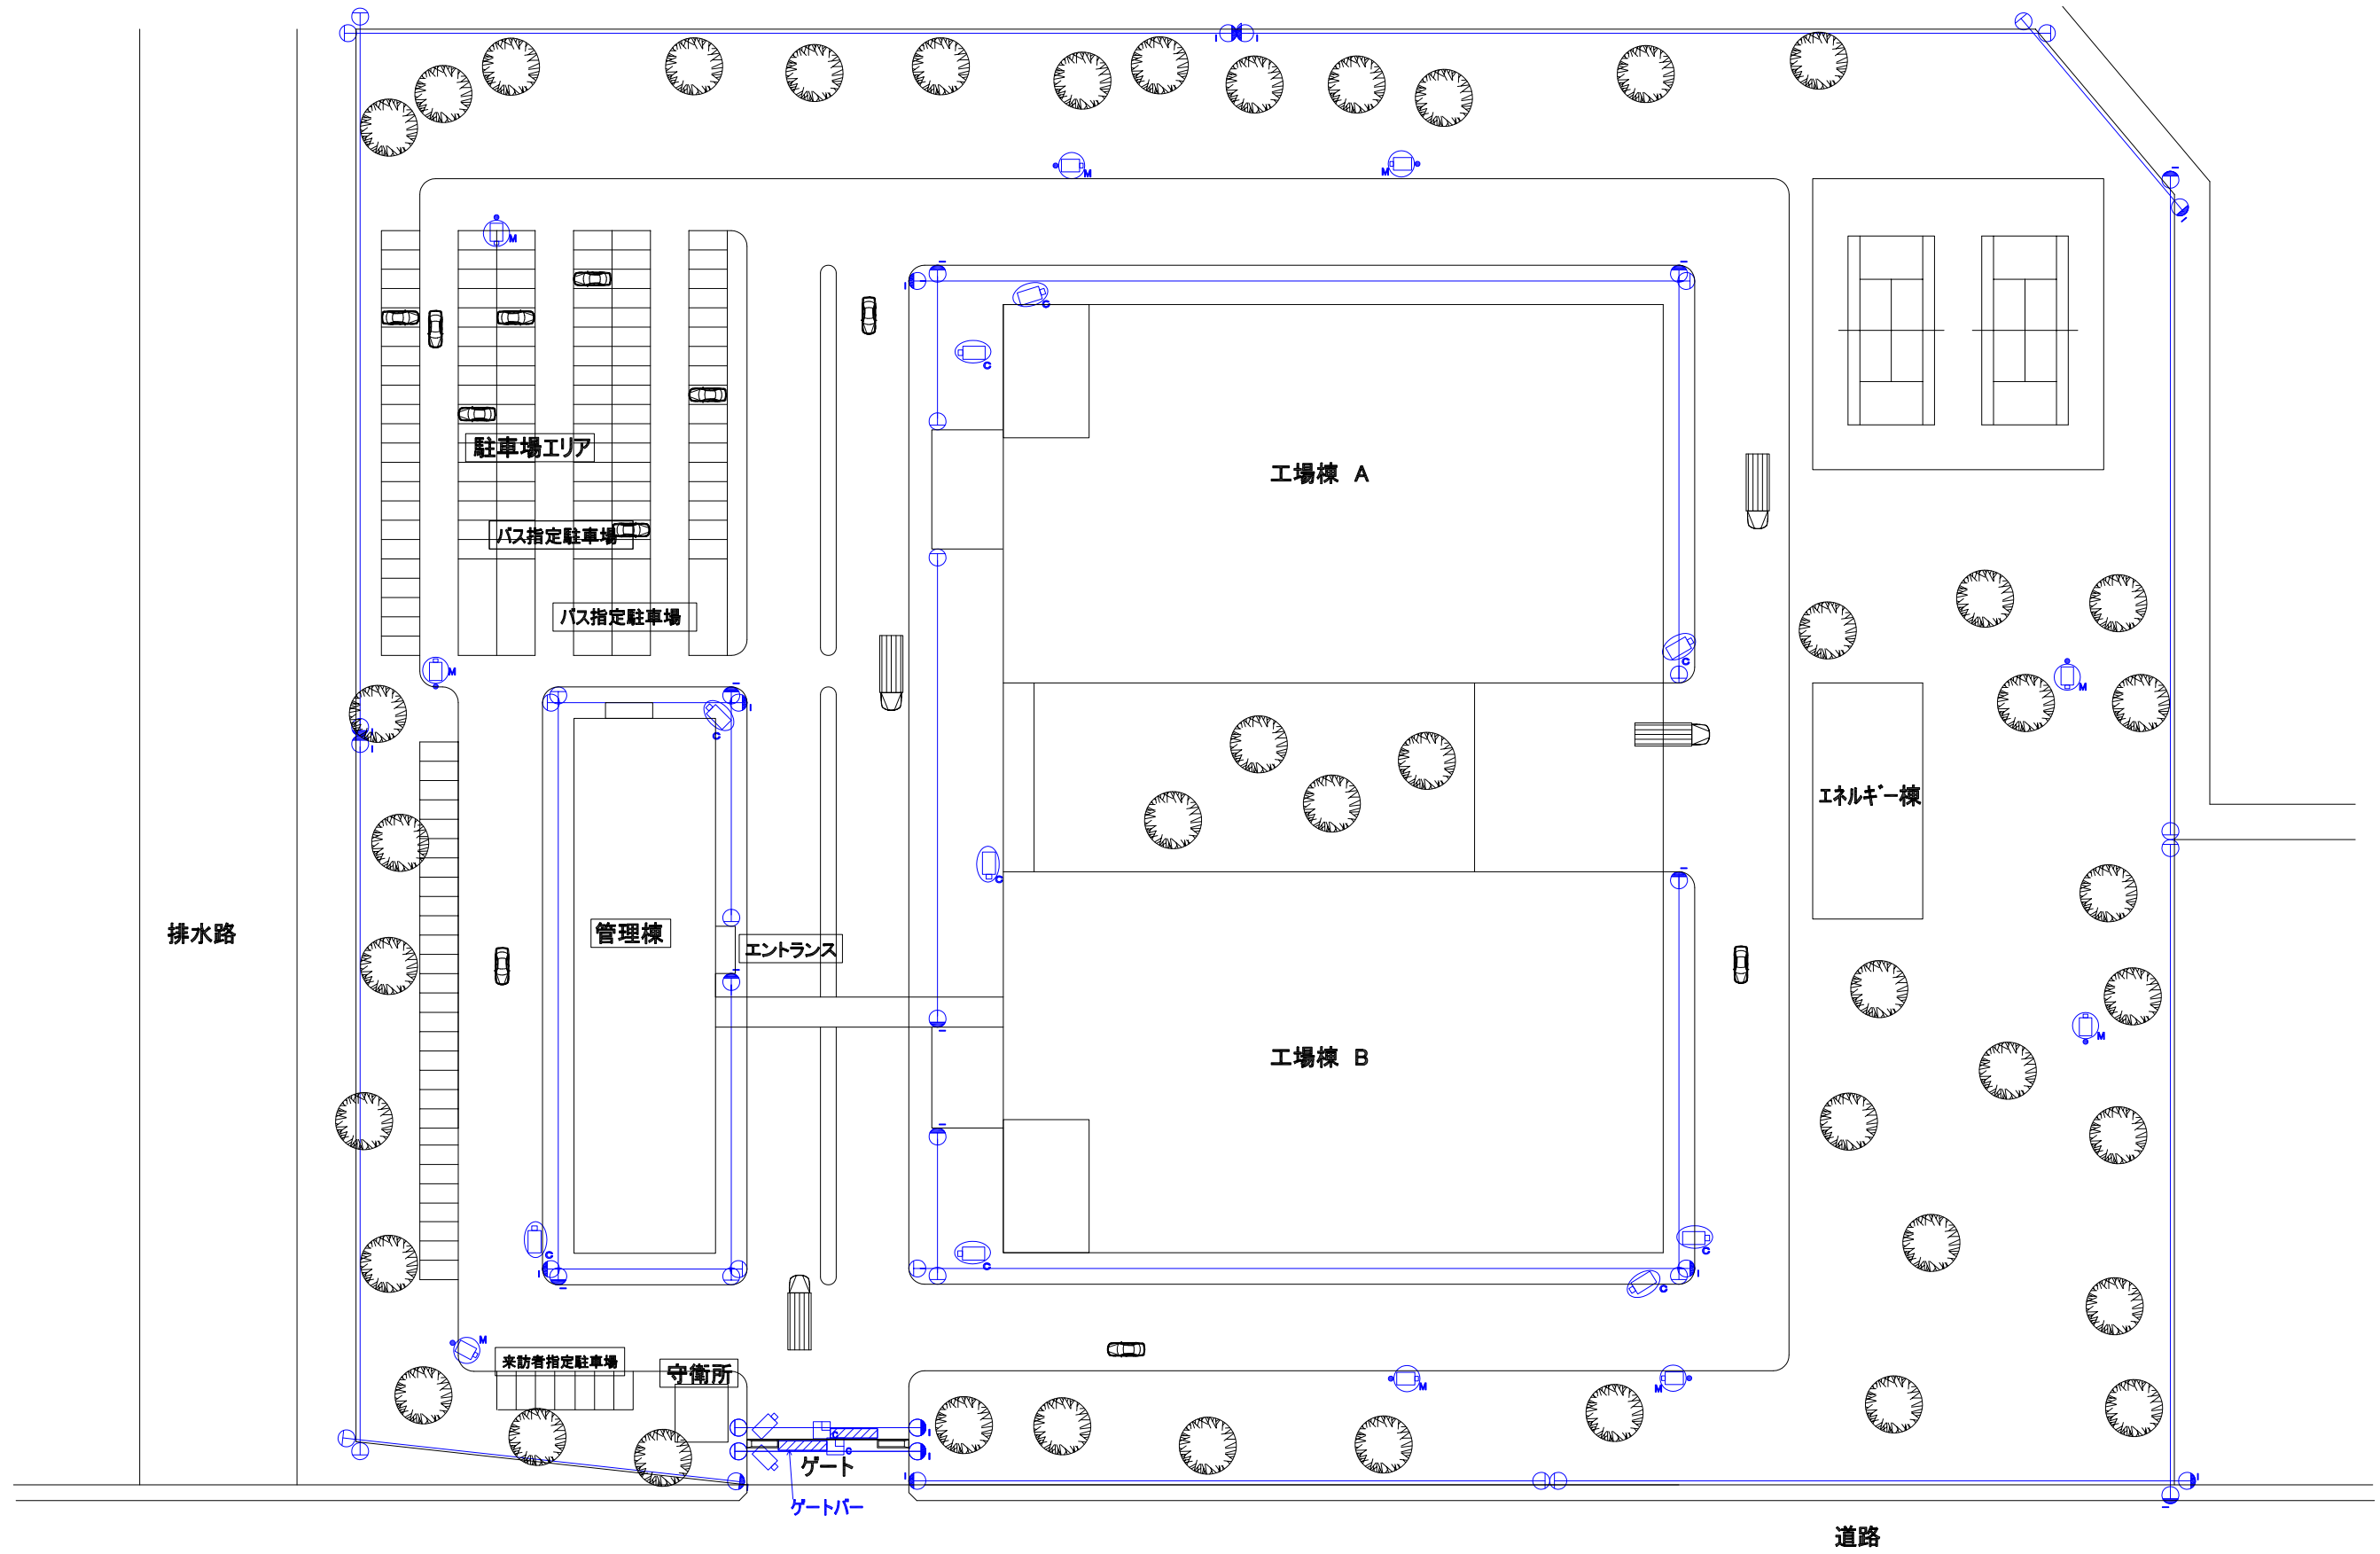 駐車場エリア
工場棟 A
バス指定駐車場
バス指定駐車場
エネルギー棟
排水路
管理棟
エントランス
工場棟 B
来訪者指定駐車場
守衛所
ゲート
ゲートバー
道路
M
M
M
C
C
M
C
M
C
C
M
C
C
C
C
M
M
M
C
C